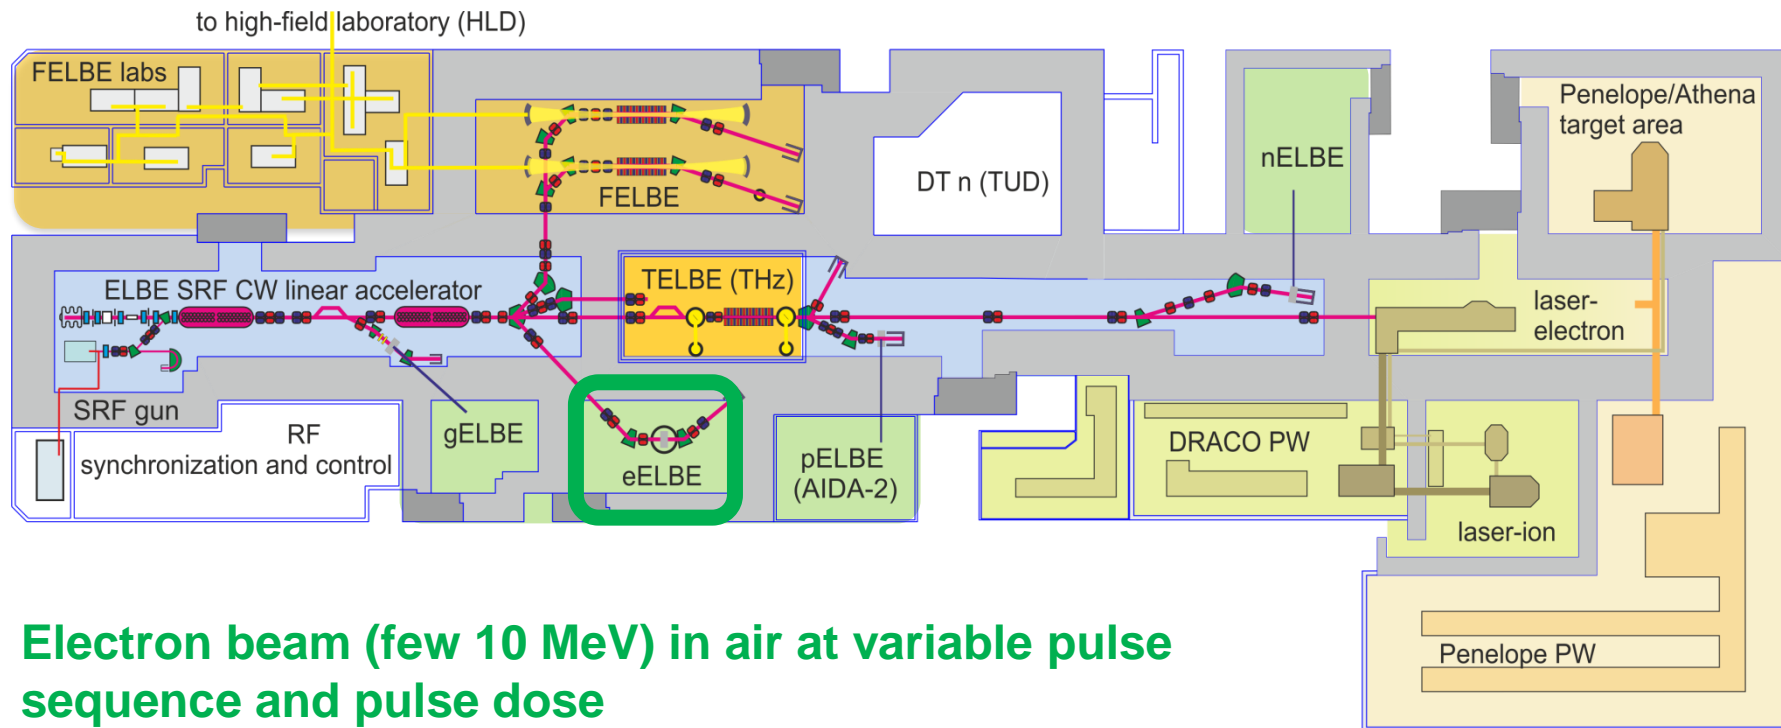 to high-field laboratory (HLD)
FELBE labs
Penelope/Athena
target area
nELBE
DT n (TUD)
FELBE
ELBE SRF CW linear accelerator
TELBE (THz)
laser-
electron
SRF gun
RF
synchronization and control
gELBE
eELBE
pELBE
(AIDA-2)
DRACO PW
laser-ion
Penelope PW
Electron beam (few 10 MeV) in air at variable pulse
sequence and pulse dose